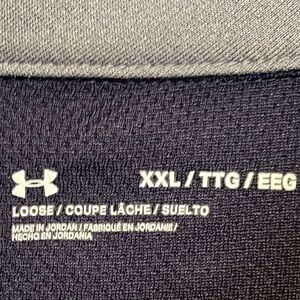 XXL / TTG / EEG
LOOSE / COUPE LÂCHE / SUELTO
MADE IN JORDAN / FABRIQUÉ EN JORDANIE /
HECHO EN JORDANIA